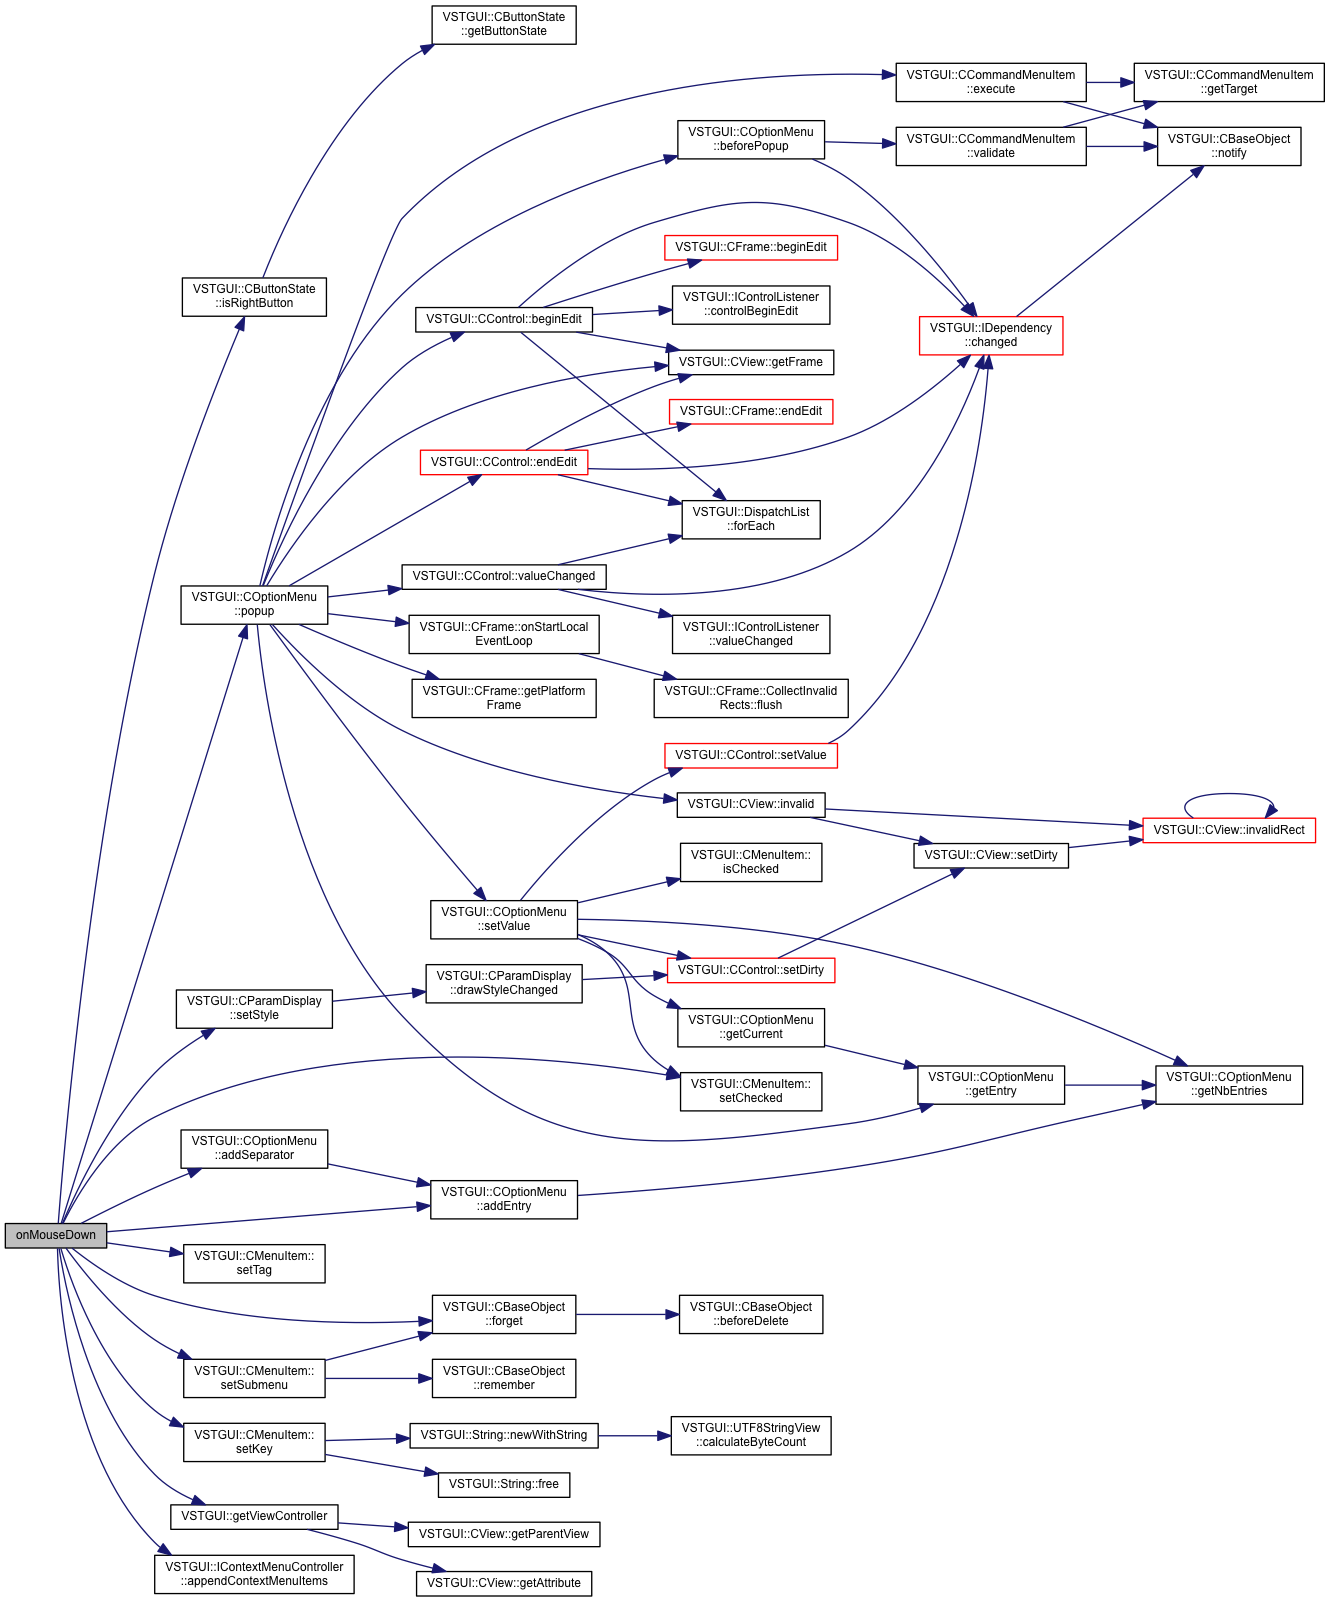 VSTGUI::CButtonState
::getButtonState
VSTGUI::CCommandMenuItem
::execute
VSTGUI::CCommandMenuItem
::getTarget
VSTGUI::COptionMenu
::beforePopup
VSTGUI::CCommandMenuItem
::validate
VSTGUI::CBaseObject
::notify
VSTGUI::CFrame::beginEdit
VSTGUI::CButtonState
::isRightButton
VSTGUI::IControlListener
::controlBeginEdit
VSTGUI::CControl::beginEdit
VSTGUI::IDependency
::changed
VSTGUI::CView::getFrame
VSTGUI::CFrame::endEdit
VSTGUI::CControl::endEdit
VSTGUI::DispatchList
::forEach
VSTGUI::CControl::valueChanged
VSTGUI::COptionMenu
::popup
VSTGUI::CFrame::onStartLocal
EventLoop
VSTGUI::IControlListener
::valueChanged
VSTGUI::CFrame::getPlatform
Frame
VSTGUI::CFrame::CollectInvalid
Rects::flush
VSTGUI::CControl::setValue
VSTGUI::CView::invalid
VSTGUI::CView::invalidRect
VSTGUI::CView::setDirty
VSTGUI::CMenuItem::
isChecked
VSTGUI::COptionMenu
::setValue
VSTGUI::CControl::setDirty
VSTGUI::CParamDisplay
::drawStyleChanged
VSTGUI::CParamDisplay
::setStyle
VSTGUI::COptionMenu
::getCurrent
VSTGUI::CMenuItem::
setChecked
VSTGUI::COptionMenu
::getEntry
VSTGUI::COptionMenu
::getNbEntries
VSTGUI::COptionMenu
::addSeparator
VSTGUI::COptionMenu
::addEntry
onMouseDown
VSTGUI::CMenuItem::
setTag
VSTGUI::CBaseObject
::forget
VSTGUI::CBaseObject
::beforeDelete
VSTGUI::CMenuItem::
setSubmenu
VSTGUI::CBaseObject
::remember
VSTGUI::CMenuItem::
setKey
VSTGUI::String::newWithString
VSTGUI::UTF8StringView
::calculateByteCount
VSTGUI::String::free
VSTGUI::getViewController
VSTGUI::CView::getParentView
VSTGUI::IContextMenuController
::appendContextMenuItems
VSTGUI::CView::getAttribute